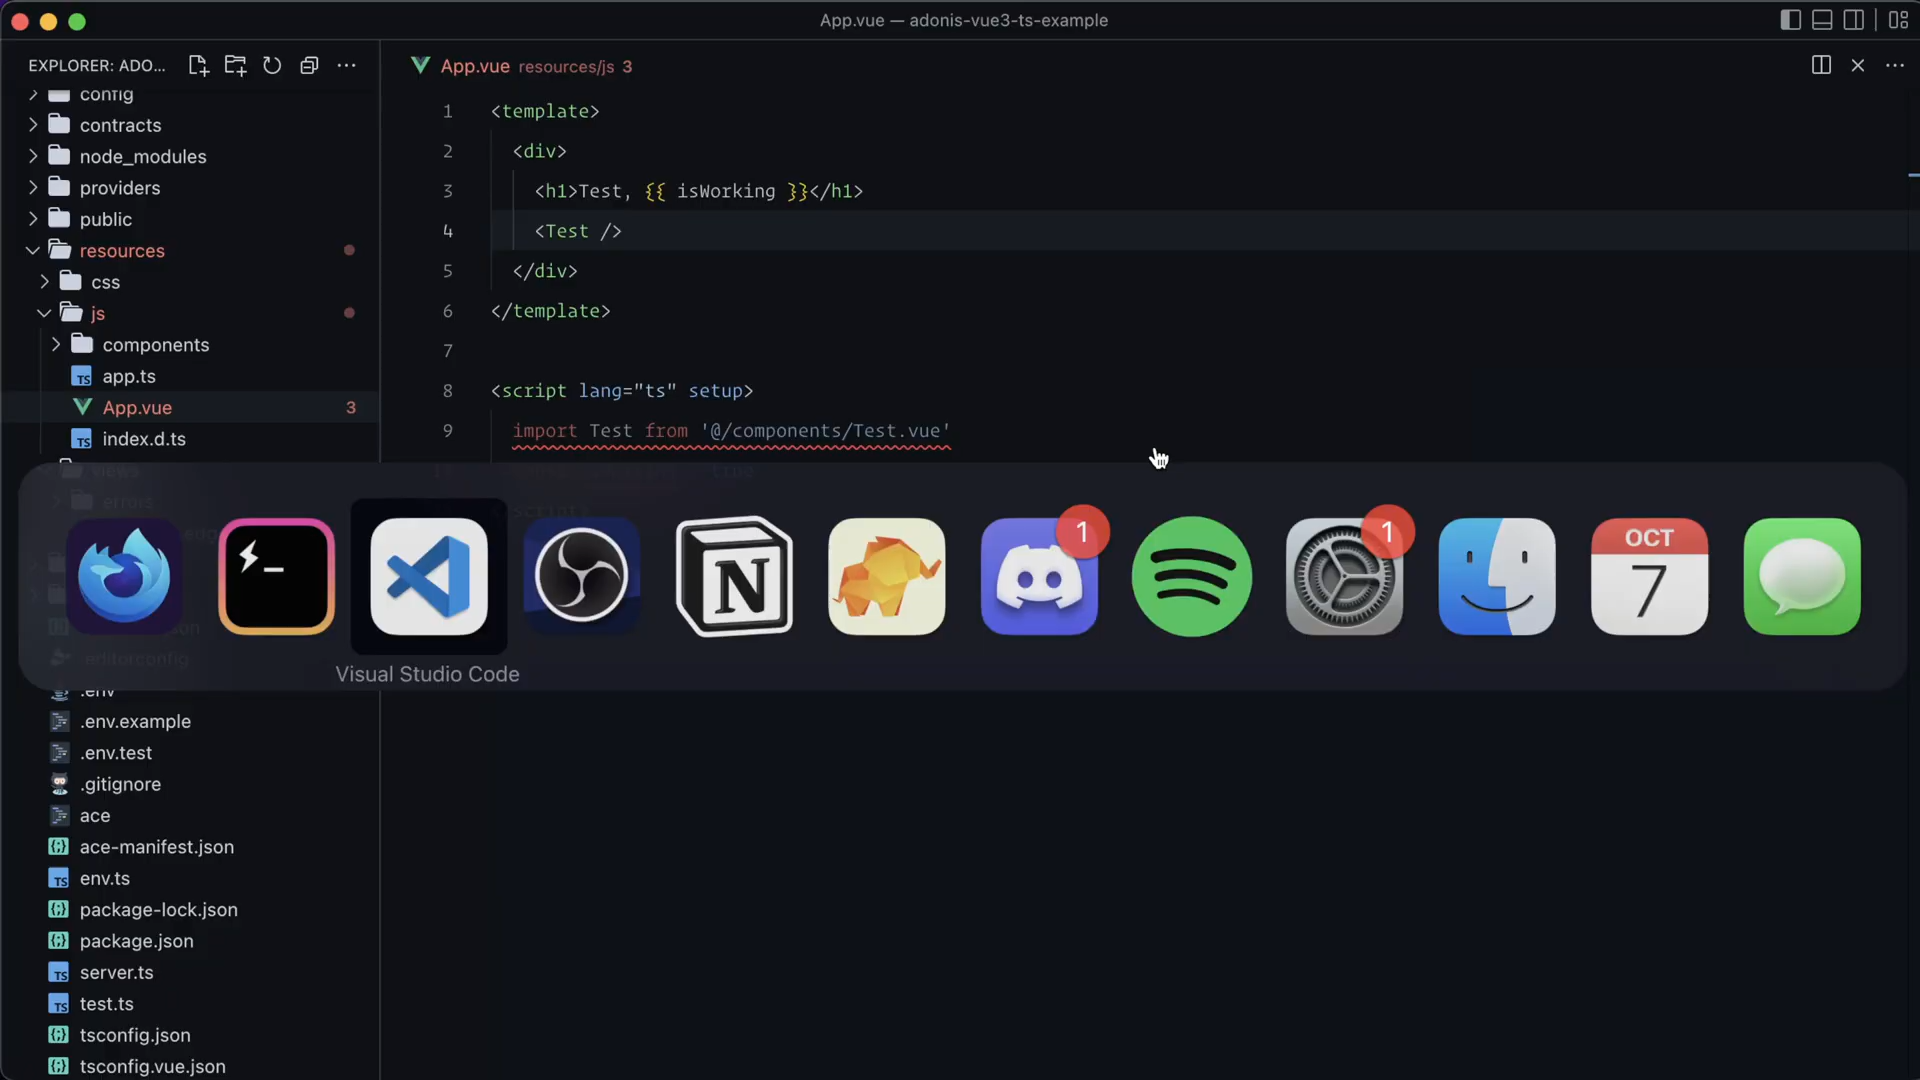 App.vue — adonis-vue3-ts-example
EXPLORER: ADO...
config
contracts
node_modules
providers
public
resources
css
js
components
app.ts
App.vue 3
index.d.ts
views
errors
.editorconfig
.env
.env.example
.env.test
.gitignore
ace
ace-manifest.json
env.ts
package-lock.json
package.json
server.ts
test.ts
tsconfig.json
tsconfig.vue.json
App.vue resources/js 3
1 <template>
2 <div>
3 <h1>Test, {{ isWorking }}</h1>
4 <Test />
5 </div>
6 </template>
7
8 <script lang="ts" setup>
9 import Test from '@/components/Test.vue'
1
1
OCT
7
N
Visual Studio Code